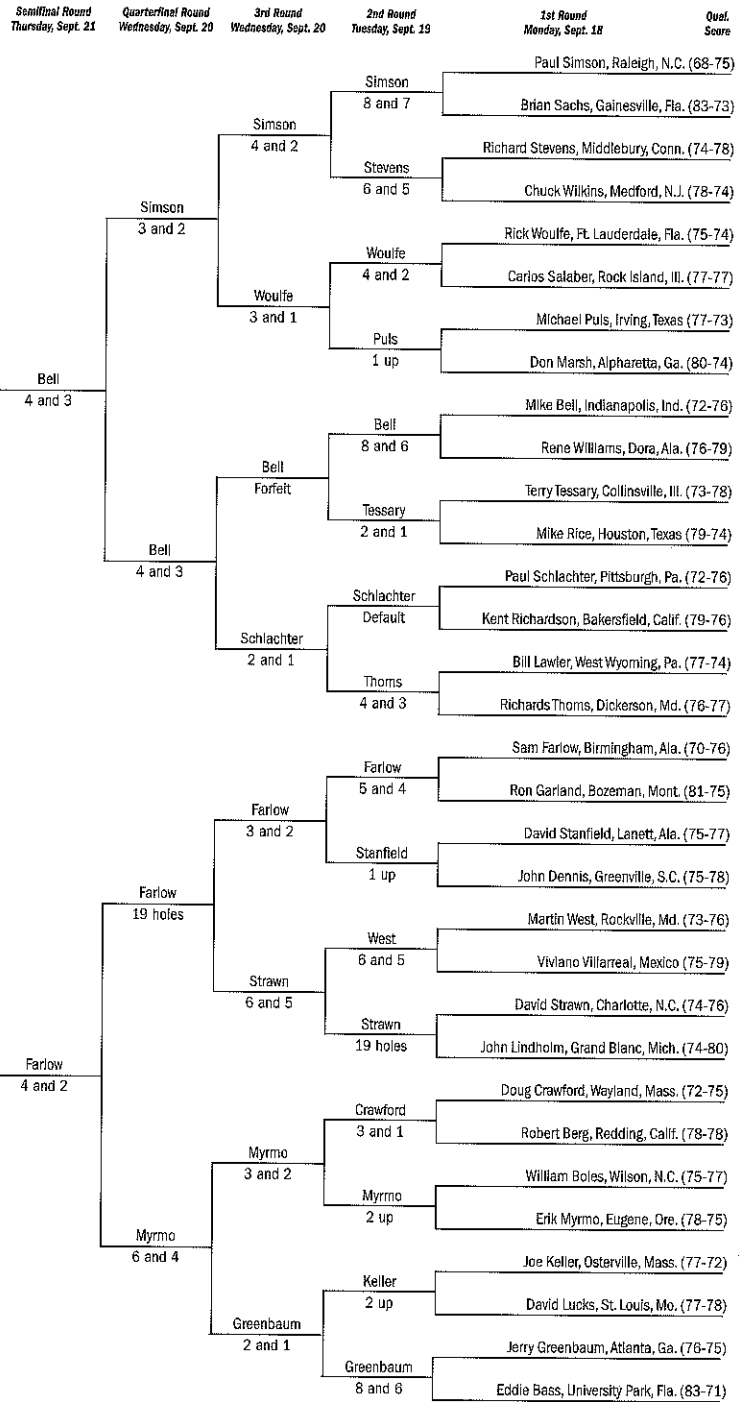 Semifinal Round Quarterfinal Round 3rd Round 2nd Round 1st Round Qual.
Thursday, Sept. 21 Wednesday, Sept. 20 Wednesday, Sept. 20 Tuesday, Sept. 19 Monday, Sept. 18 Score
Paul Simson, Raleigh, N.C. (68-75)
Simson
8 and 7
Brian Sachs, Gainesville, Fla. (83-73)
Simson
4 and 2
Richard Stevens, Middlebury, Conn. (74-78)
Stevens
6 and 5
Chuck Wilkins, Medford, N.J. (78-74)
Simson
3 and 2
Rick Woulfe, Ft. Lauderdale, Fla. (75-74)
Woulfe
4 and 2
Carlos Salaber, Rock Island, Ill. (77-77)
Woulfe
3 and 1
Michael Puls, Irving, Texas (77-73)
Puls
1 up
Don Marsh, Alpharetta, Ga. (80-74)
Bell
4 and 3
Mike Bell, Indianapolis, Ind. (72-76)
Bell
8 and 6
Rene Williams, Dora, Ala. (76-79)
Bell
Forfeit
Terry Tessary, Collinsville, Ill. (73-78)
Tessary
2 and 1
Mike Rice, Houston, Texas (79-74)
Bell
4 and 3
Paul Schlachter, Pittsburgh, Pa. (72-76)
Schlachter
Default
Kent Richardson, Bakersfield, Calif. (79-76)
Schlachter
2 and 1
Bill Lawler, West Wyoming, Pa. (77-74)
Thoms
4 and 3
Richards Thoms, Dickerson, Md. (76-77)
Sam Farlow, Birmingham, Ala. (70-76)
Farlow
5 and 4
Ron Garland, Bozeman, Mont. (81-75)
Farlow
3 and 2
David Stanfield, Lanett, Ala. (75-77)
Stanfield
1 up
John Dennis, Greenville, S.C. (75-78)
Farlow
19 holes
Martin West, Rockville, Md. (73-76)
West
6 and 5
Viviano Villarreal, Mexico (75-79)
Strawn
6 and 5
David Strawn, Charlotte, N.C. (74-76)
Strawn
19 holes
John Lindholm, Grand Blanc, Mich. (74-80)
Farlow
4 and 2
Doug Crawford, Wayland, Mass. (72-75)
Crawford
3 and 1
Robert Berg, Redding, Calif. (78-78)
Myrmo
3 and 2
William Boles, Wilson, N.C. (75-77)
Myrmo
2 up
Erik Myrmo, Eugene, Ore. (78-75)
Myrmo
6 and 4
Joe Keller, Osterville, Mass. (77-72)
Keller
2 up
David Lucks, St. Louis, Mo. (77-78)
Greenbaum
2 and 1
Jerry Greenbaum, Atlanta, Ga. (76-75)
Greenbaum
8 and 6
Eddie Bass, University Park, Fla. (83-71)